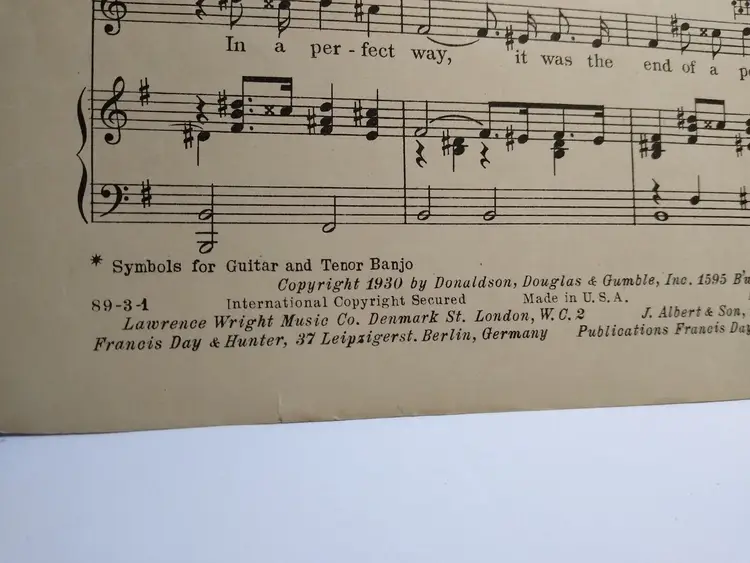 In a per-fect way, it was the end of a
* Symbols for Guitar and Tenor Banjo
Copyright 1930 by Donaldson, Douglas & Gumble, Inc. 1595
89-3-1 International Copyright Secured Made in U.S.A.
Lawrence Wright Music Co. Denmark St. London, W.C.2 J. Albert & Son,
Francis Day & Hunter, 37 Leipzigerst. Berlin, Germany Publications Francis Day